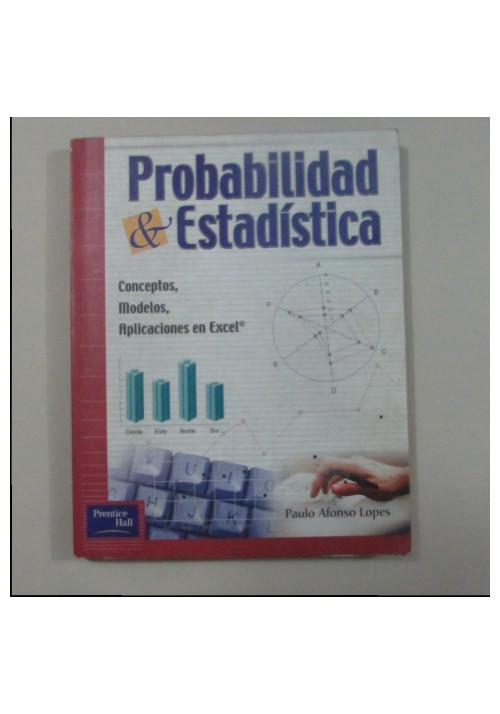 Probabilidad
& Estadística
Conceptos,
Modelos,
Aplicaciones en Excel®
A
B
F
C
E
D
Oeste Este Norte Sur
X U I O
J K L
Paulo Afonso Lopes
Prentice
Hall